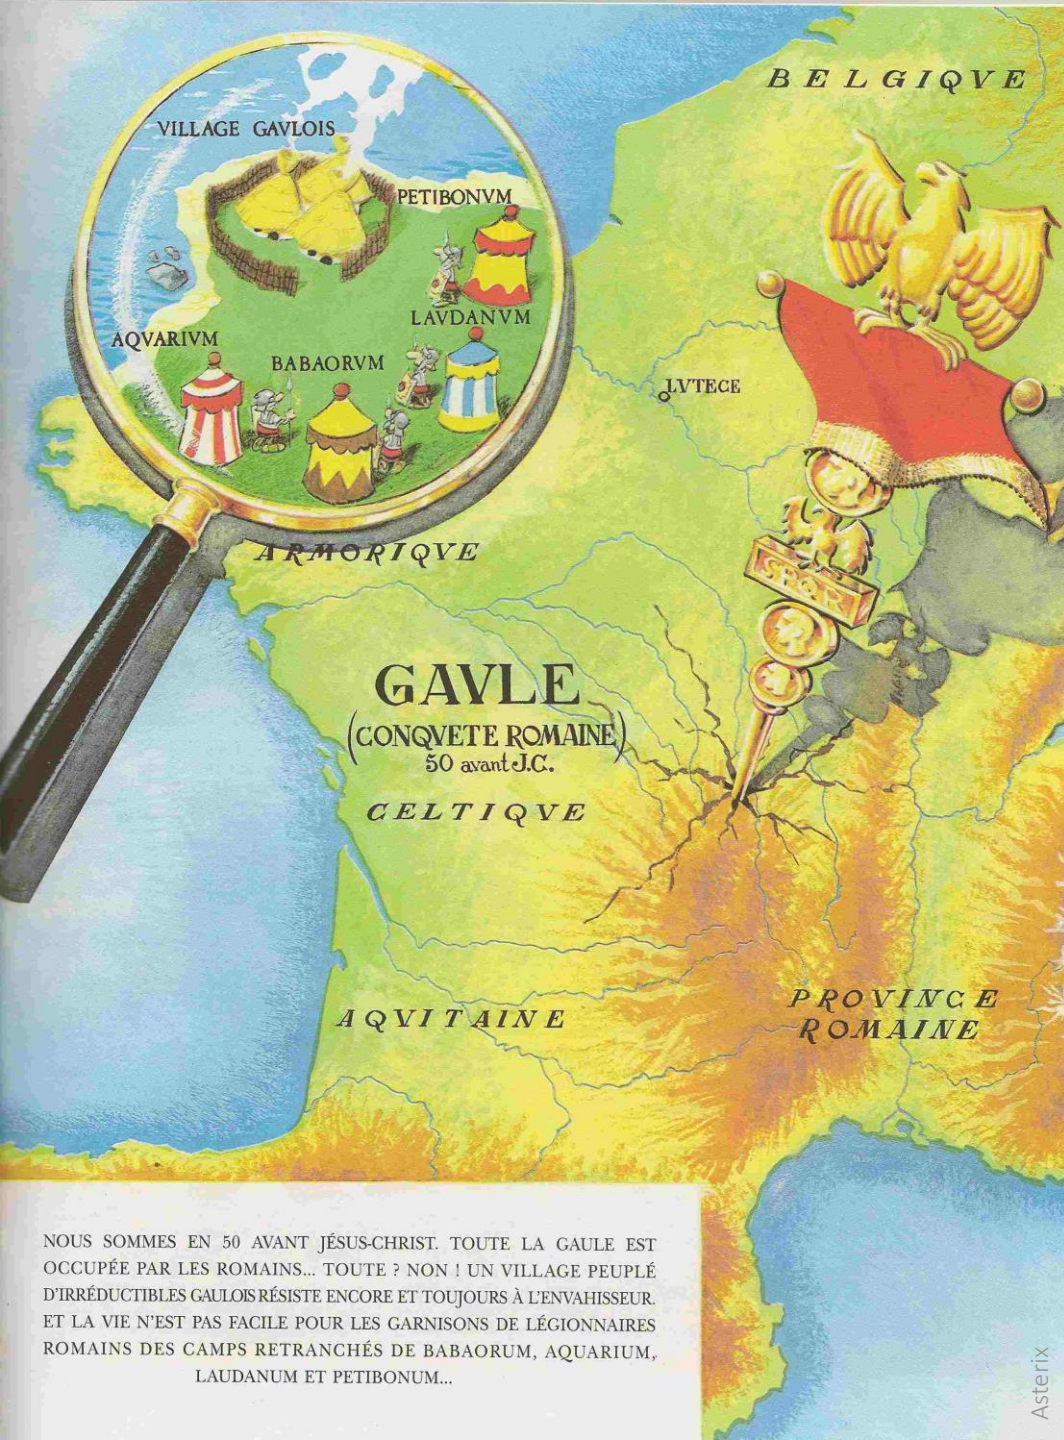 BELGIQVE
VILLAGE GAVLOIS
PETIBONVM
LAVDANVM
AQVARIVM
BABAORVM
LVTECE
SPQR
ARMORIQVE
GAVLE
(CONQVETE ROMAINE)
50 avant J.C.
CELTIQVE
PROVINCE
ROMAINE
AQVITAINE
NOUS SOMMES EN 50 AVANT JÉSUS-CHRIST. TOUTE LA GAULE EST
OCCUPÉE PAR LES ROMAINS... TOUTE ? NON ! UN VILLAGE PEUPLÉ
D'IRRÉDUCTIBLES GAULOIS RÉSISTE ENCORE ET TOUJOURS À L'ENVAHISSEUR.
ET LA VIE N'EST PAS FACILE POUR LES GARNISONS DE LÉGIONNAIRES
ROMAINS DES CAMPS RETRANCHÉS DE BABAORUM, AQUARIUM,
LAUDANUM ET PETIBONUM...
Asterix